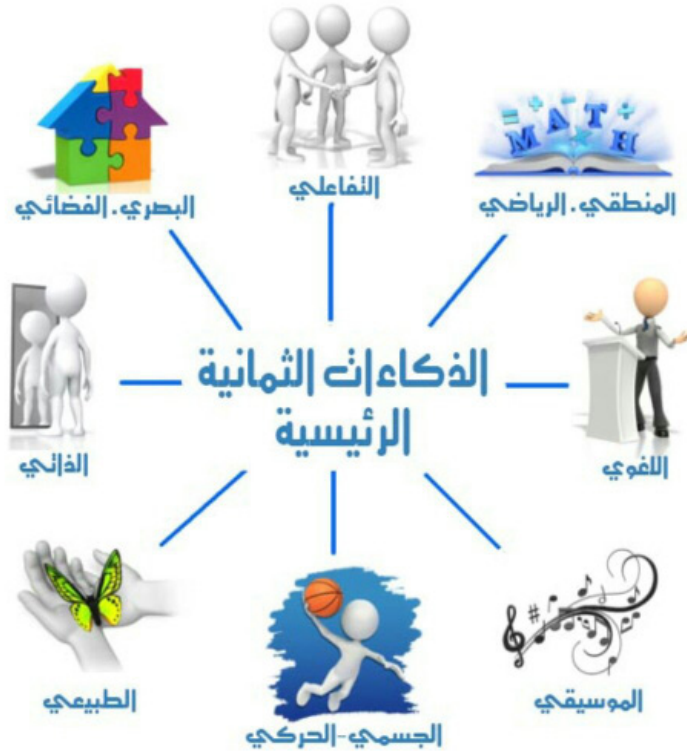 التفاعلي
المنطقي . الرياضي
البصري . الفضائي
MATH
الذكاءات الثمانية
الرئيسية
اللغوي
الذاتي
الموسيقي
الطبيعي
الجسمي-الحركي